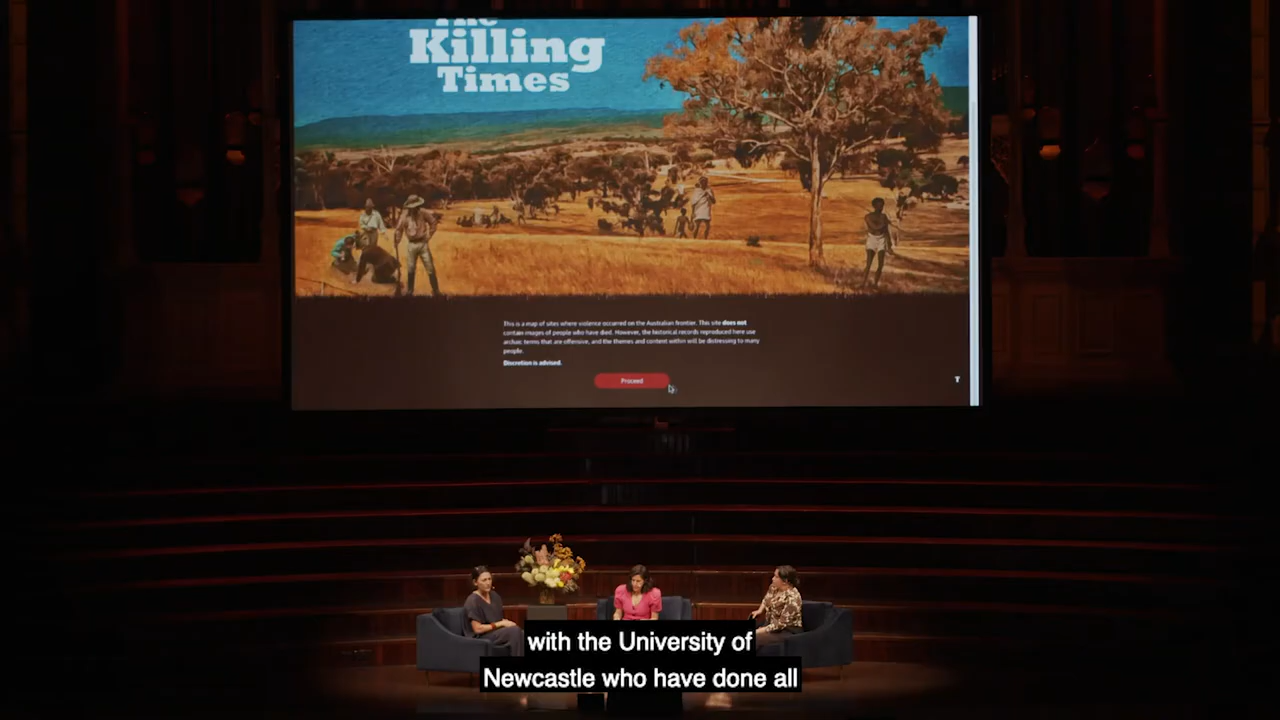 The
Killing
Times
This is a map of sites where violence occurred on the Australian frontier. This site does not
contain images of people who have died. However, the historical records reproduced here use
archaic terms that are offensive, and the themes and content within will be distressing to many
people.
Discretion is advised.
Proceed
T
with the University of
Newcastle who have done all